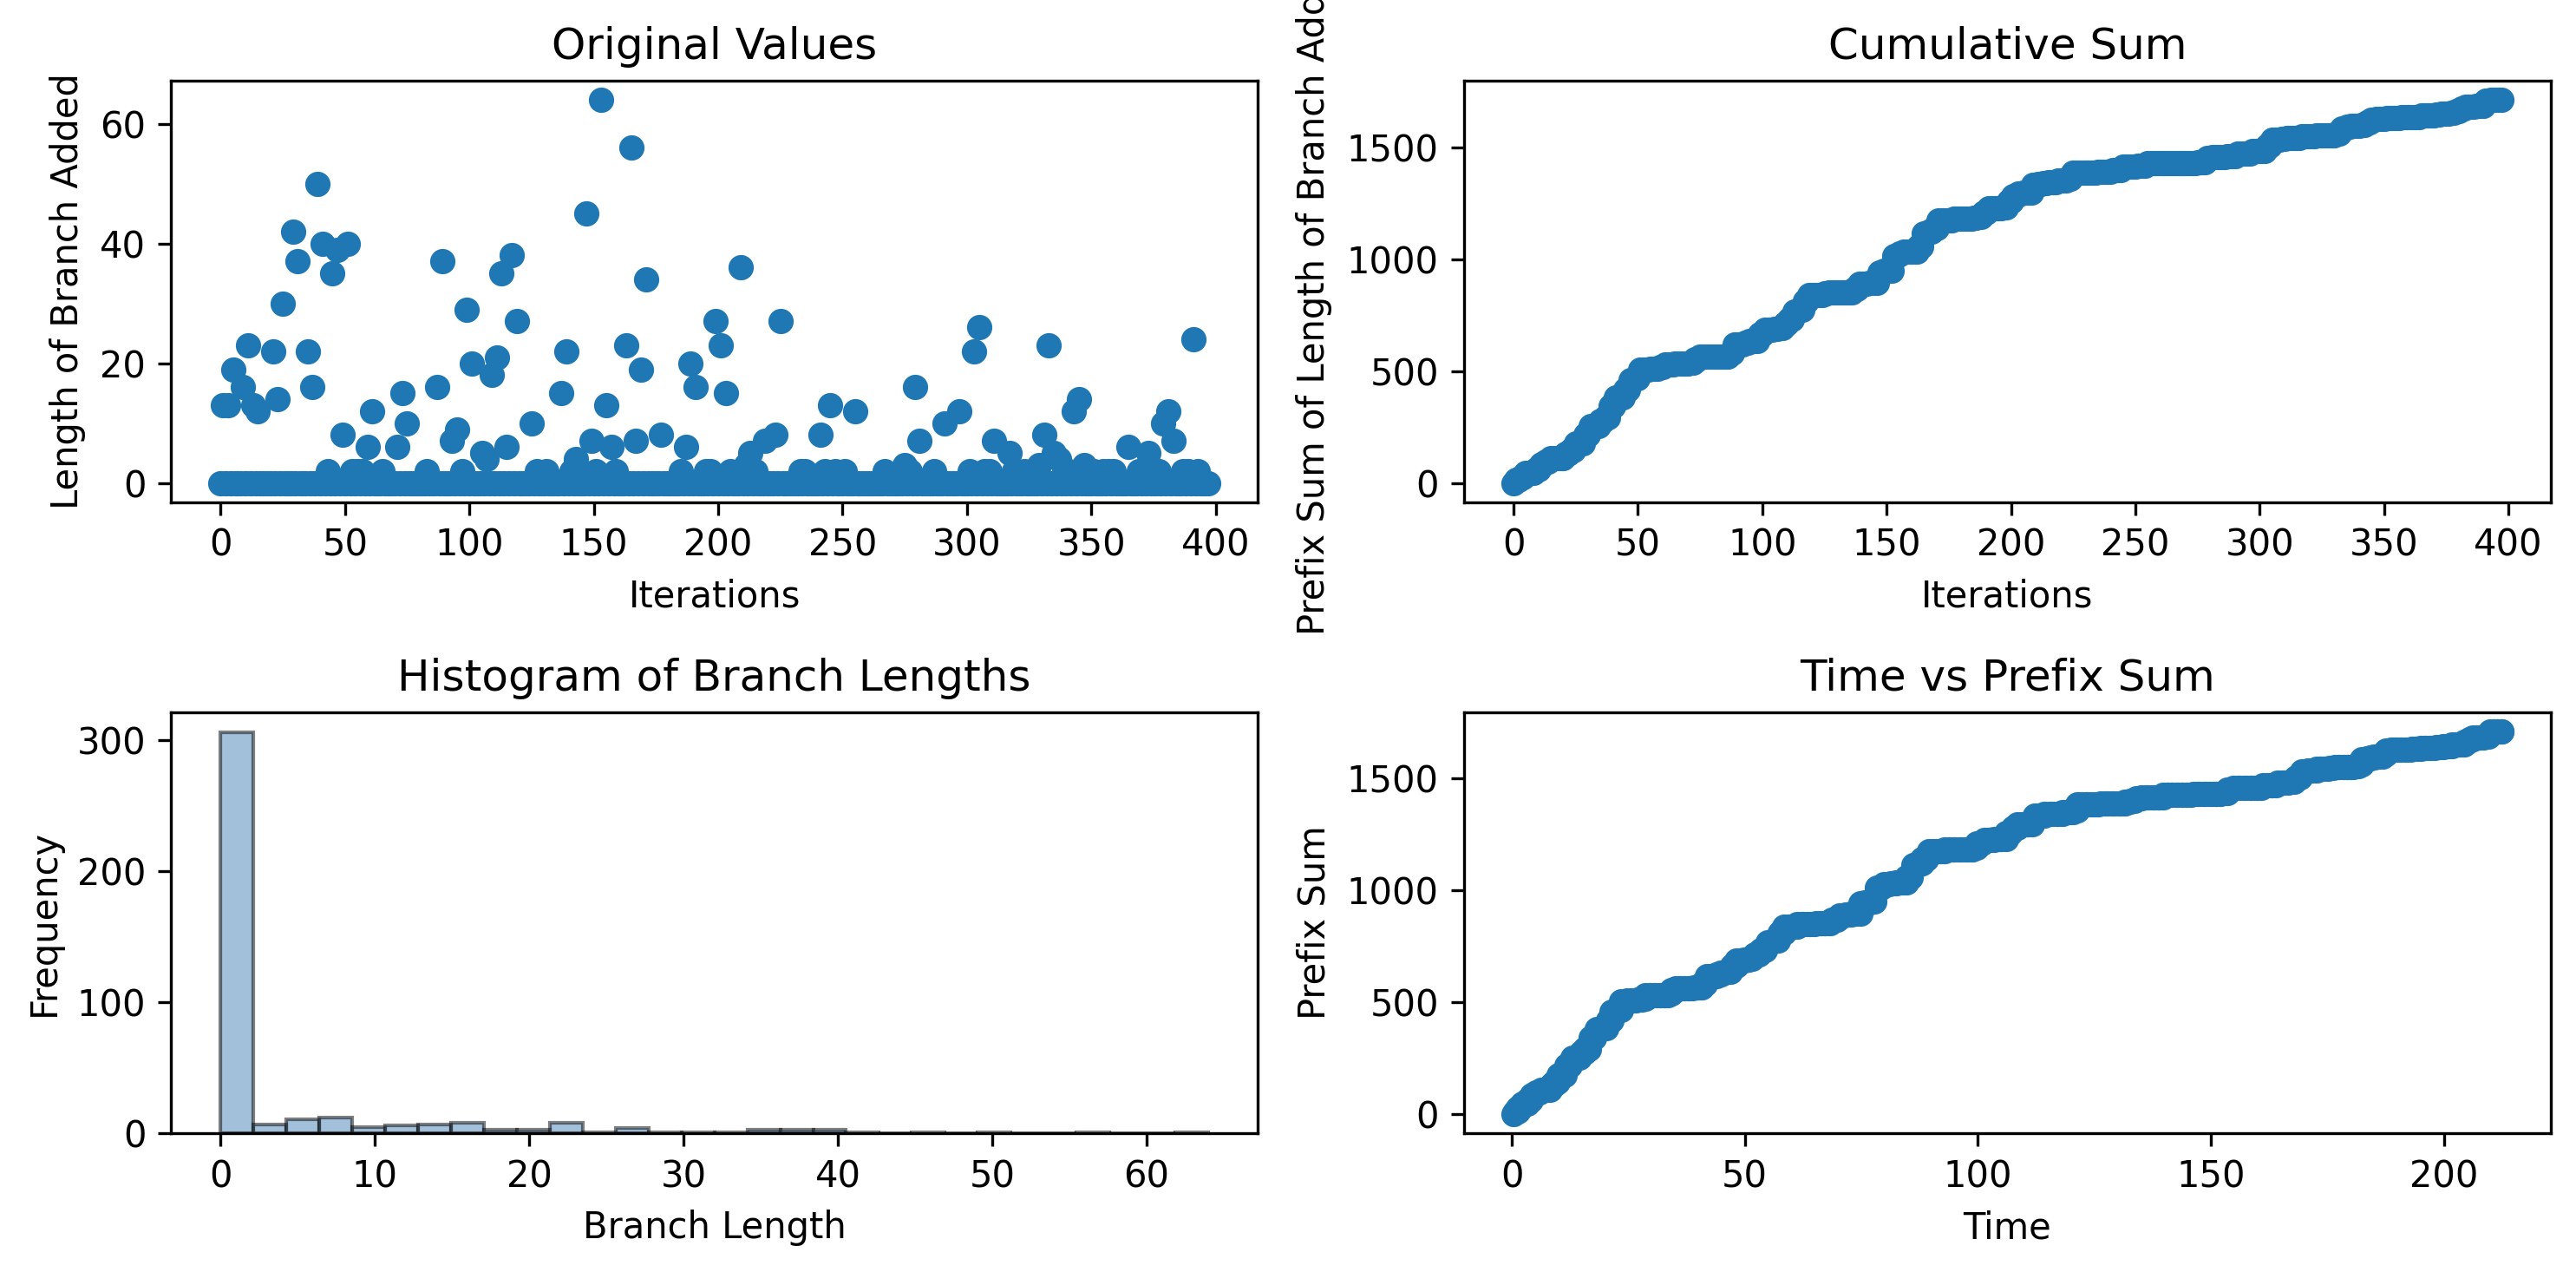 Original Values
Length of Branch Added
60
40
20
0
0 50 100 150 200 250 300 350 400
Iterations
Cumulative Sum
Prefix Sum of Length of Branch
1500
1000
500
0
0 50 100 150 200 250 300 350 400
Iterations
Histogram of Branch Lengths
Frequency
300
200
100
0
0 10 20 30 40 50 60
Branch Length
Time vs Prefix Sum
Prefix Sum
1500
1000
500
0
0 50 100 150 200
Time